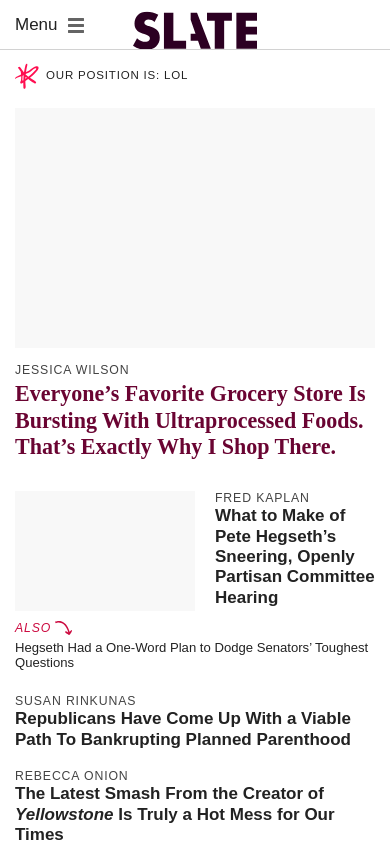 Menu
SLATE
OUR POSITION IS: LOL
JESSICA WILSON
Everyone’s Favorite Grocery Store Is
Bursting With Ultraprocessed Foods.
That’s Exactly Why I Shop There.
FRED KAPLAN
What to Make of
Pete Hegseth’s
Sneering, Openly
Partisan Committee
Hearing
ALSO
Hegseth Had a One-Word Plan to Dodge Senators’ Toughest
Questions
SUSAN RINKUNAS
Republicans Have Come Up With a Viable
Path To Bankrupting Planned Parenthood
REBECCA ONION
The Latest Smash From the Creator of
Yellowstone Is Truly a Hot Mess for Our
Times